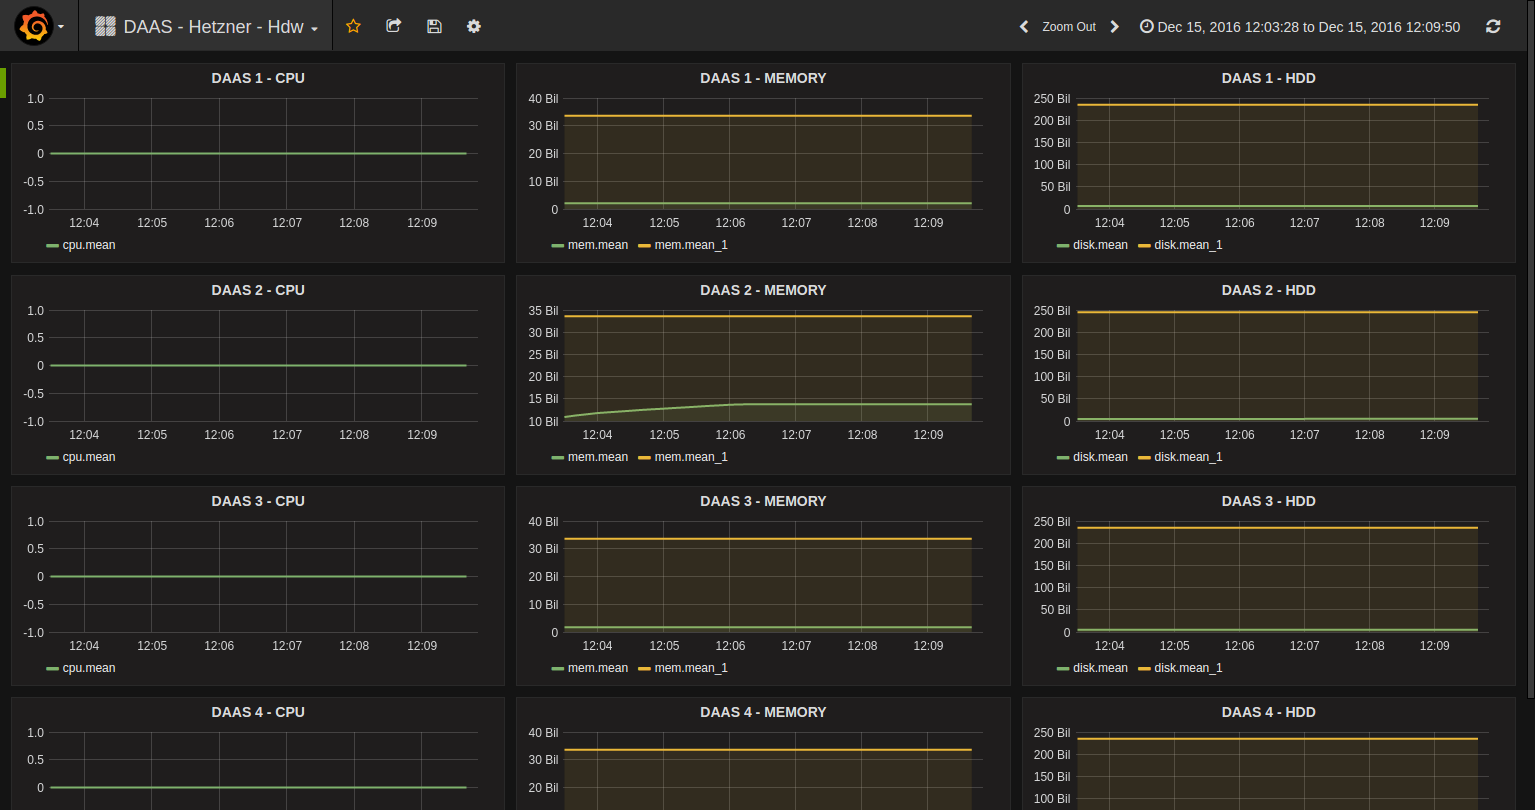 DAAS - Hetzner - Hdw
Zoom Out
Dec 15, 2016 12:03:28 to Dec 15, 2016 12:09:50
DAAS 1 - CPU
1.0
0.5
0
-0.5
-1.0
12:04 12:05 12:06 12:07 12:08 12:09
cpu.mean
DAAS 1 - MEMORY
40 Bil
30 Bil
20 Bil
10 Bil
0
12:04 12:05 12:06 12:07 12:08 12:09
mem.mean mem.mean_1
DAAS 1 - HDD
250 Bil
200 Bil
150 Bil
100 Bil
50 Bil
0
12:04 12:05 12:06 12:07 12:08 12:09
disk.mean disk.mean_1
DAAS 2 - CPU
1.0
0.5
0
-0.5
-1.0
12:04 12:05 12:06 12:07 12:08 12:09
cpu.mean
DAAS 2 - MEMORY
35 Bil
30 Bil
25 Bil
20 Bil
15 Bil
10 Bil
12:04 12:05 12:06 12:07 12:08 12:09
mem.mean mem.mean_1
DAAS 2 - HDD
250 Bil
200 Bil
150 Bil
100 Bil
50 Bil
0
12:04 12:05 12:06 12:07 12:08 12:09
disk.mean disk.mean_1
DAAS 3 - CPU
1.0
0.5
0
-0.5
-1.0
12:04 12:05 12:06 12:07 12:08 12:09
cpu.mean
DAAS 3 - MEMORY
40 Bil
30 Bil
20 Bil
10 Bil
0
12:04 12:05 12:06 12:07 12:08 12:09
mem.mean mem.mean_1
DAAS 3 - HDD
250 Bil
200 Bil
150 Bil
100 Bil
50 Bil
0
12:04 12:05 12:06 12:07 12:08 12:09
disk.mean disk.mean_1
DAAS 4 - CPU
1.0
0.5
0
DAAS 4 - MEMORY
40 Bil
30 Bil
20 Bil
DAAS 4 - HDD
250 Bil
200 Bil
150 Bil
100 Bil